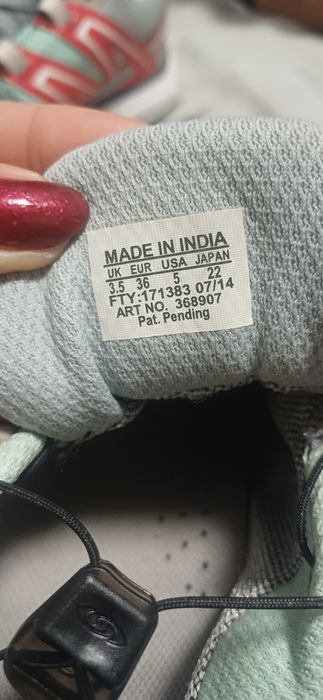 MADE IN INDIA
UK EUR USA JAPAN
3.5 36 5 22
FTY:171383 07/14
ART NO. 368907
Pat. Pending